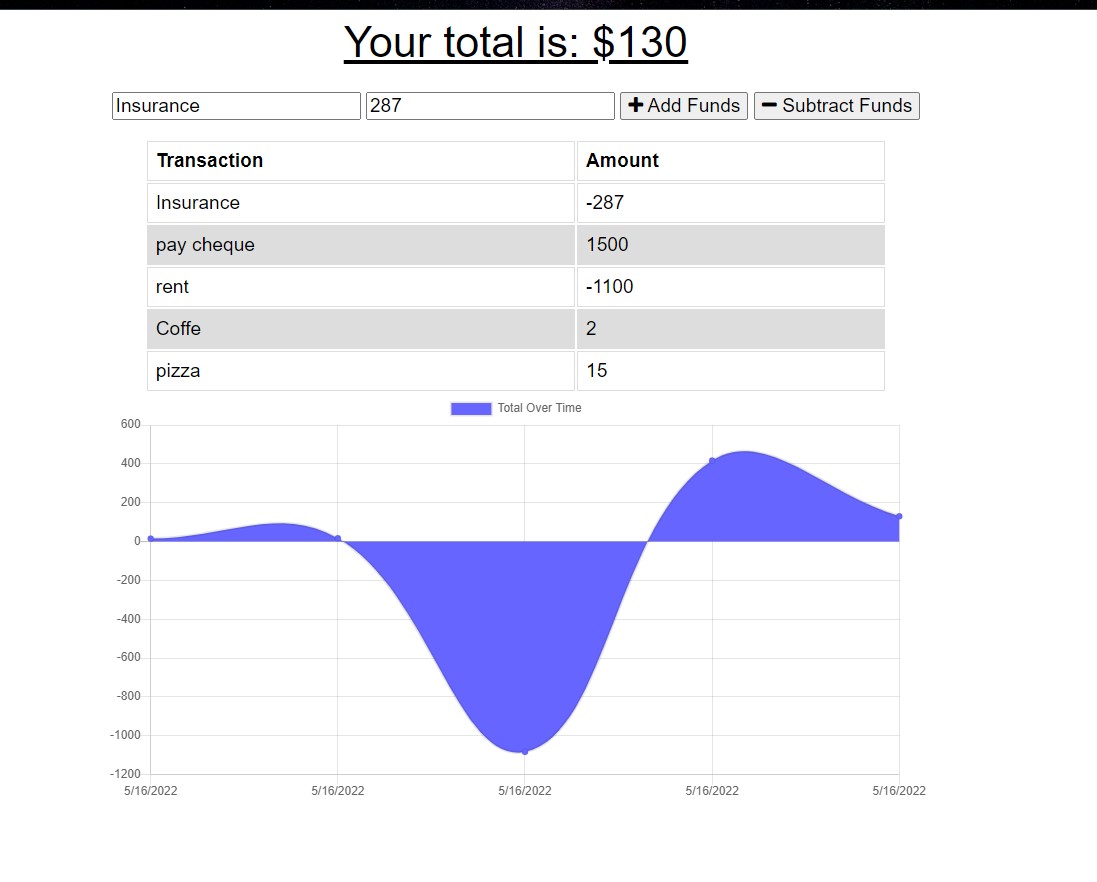 Your total is: $130
Insurance 287 Add Funds Subtract Funds
Transaction Amount
Insurance -287
pay cheque 1500
rent -1100
Coffe 2
pizza 15
Total Over Time
600
400
200
0
-200
-400
-600
-800
-1000
-1200
5/16/2022 5/16/2022 5/16/2022 5/16/2022 5/16/2022